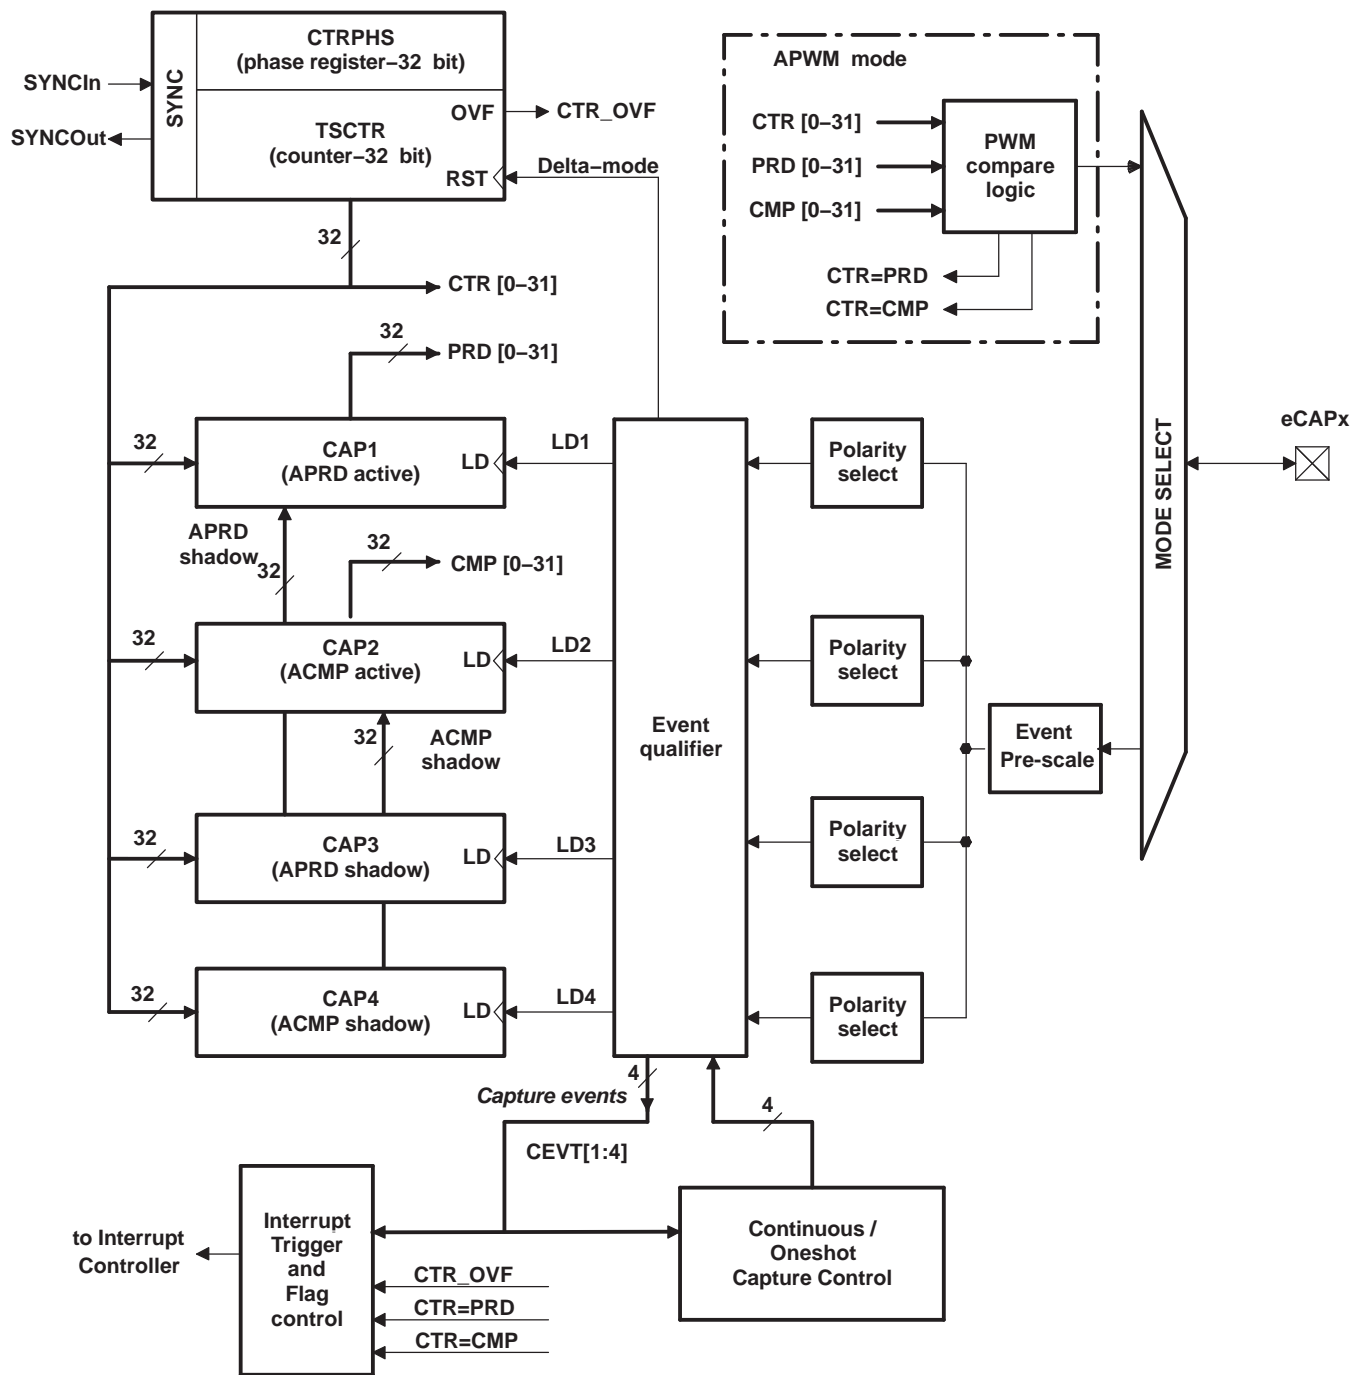 CTRPHS
(phase register−32 bit)
SYNC
SYNCIn
SYNCOut
OVF
CTR_OVF
TSCTR
(counter−32 bit)
RST
Delta−mode
APWM mode
CTR [0−31]
PRD [0−31]
CMP [0−31]
PWM
compare
logic
CTR=PRD
CTR=CMP
32
CTR [0−31]
32
PRD [0−31]
32
CAP1
(APRD active)
LD
LD1
APRD
shadow
32
32
CMP [0−31]
32
CAP2
(ACMP active)
LD
LD2
32
ACMP
shadow
32
CAP3
(APRD shadow)
LD
LD3
32
CAP4
(ACMP shadow)
LD
LD4
Event
qualifier
Polarity
select
Polarity
select
Polarity
select
Polarity
select
Event
Pre-scale
MODE SELECT
eCAPx
4
Capture events
CEVT[1:4]
4
Interrupt
Trigger
and
Flag
control
to Interrupt
Controller
CTR_OVF
CTR=PRD
CTR=CMP
Continuous /
Oneshot
Capture Control